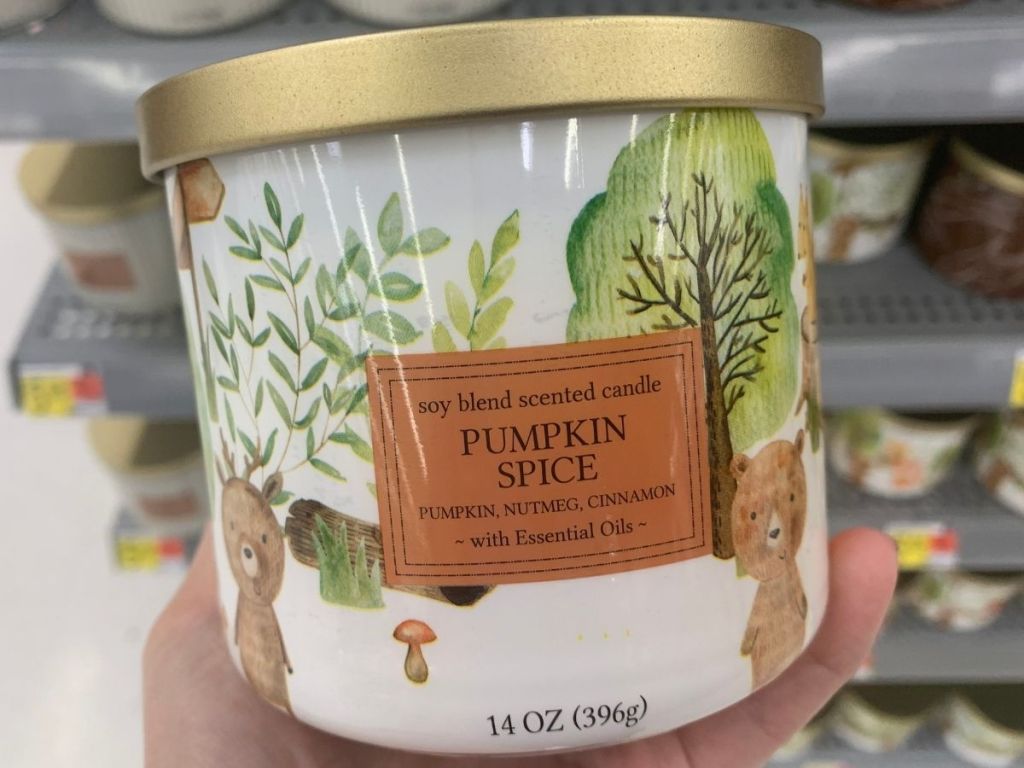 soy blend scented candle
PUMPKIN
SPICE
PUMPKIN, NUTMEG, CINNAMON
~ with Essential Oils ~
14 OZ (396g)